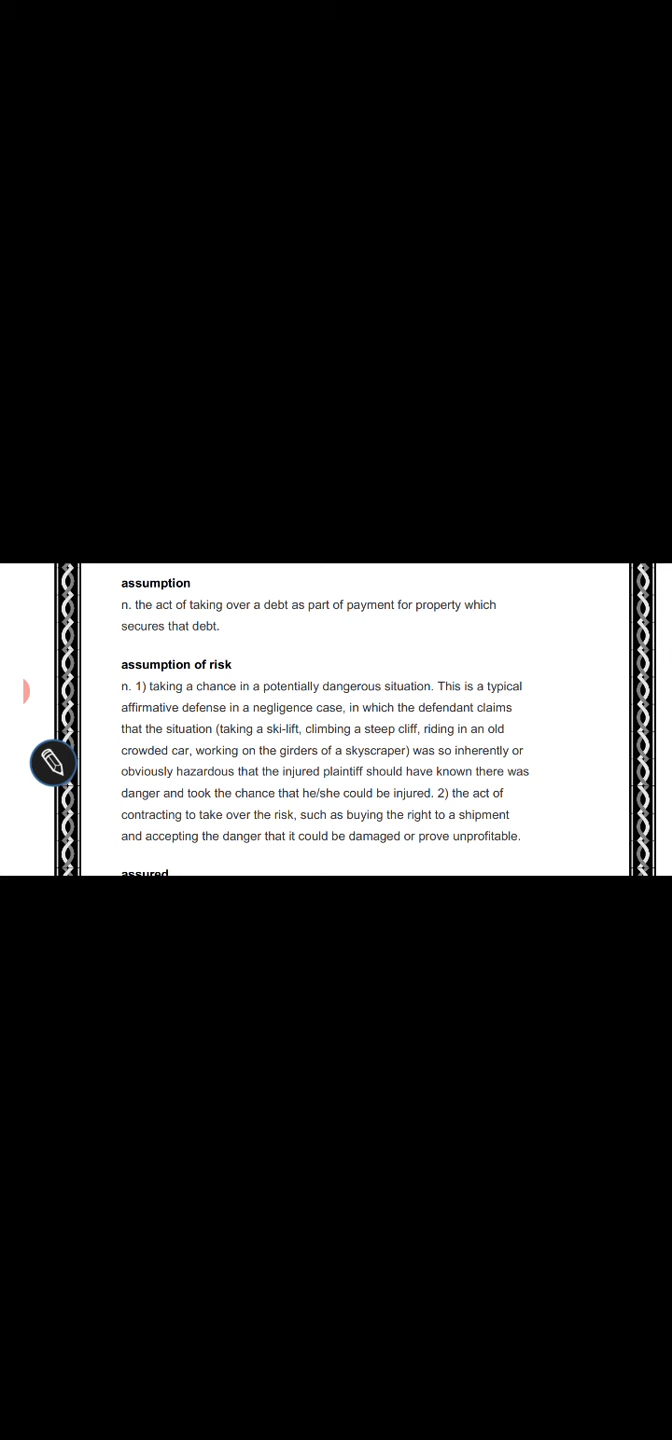 assumption
n. the act of taking over a debt as part of payment for property which
secures that debt.
assumption of risk
n. 1) taking a chance in a potentially dangerous situation. This is a typical
affirmative defense in a negligence case, in which the defendant claims
that the situation (taking a ski-lift, climbing a steep cliff, riding in an old
crowded car, working on the girders of a skyscraper) was so inherently or
obviously hazardous that the injured plaintiff should have known there was
danger and took the chance that he/she could be injured. 2) the act of
contracting to take over the risk, such as buying the right to a shipment
and accepting the danger that it could be damaged or prove unprofitable.
assured